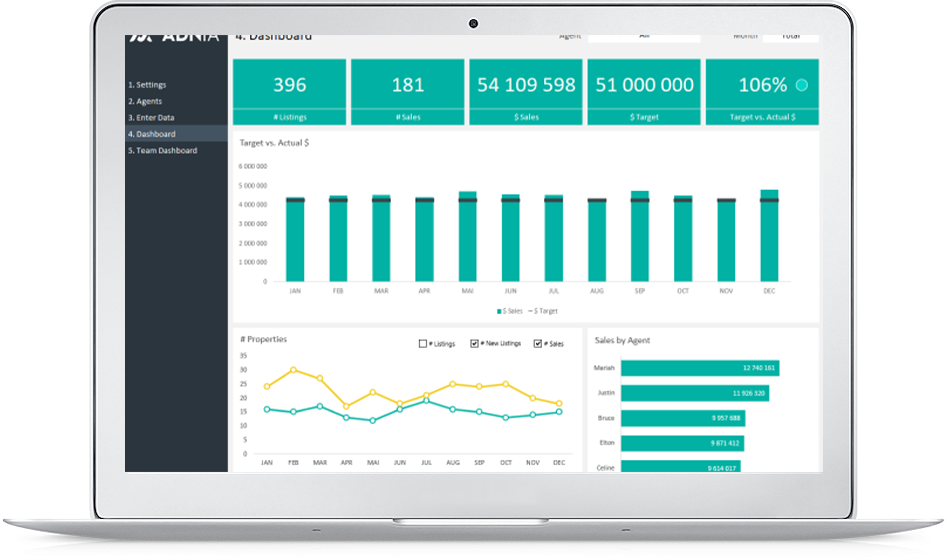 ADNIA
4. Dashboard
Agent
All
Month
Total
1. Settings
2. Agents
3. Enter Data
4. Dashboard
5. Team Dashboard
396
# Listings
181
# Sales
54 109 598
$ Sales
51 000 000
$ Target
106%
Target vs. Actual $
Target vs. Actual $
6 000 000
5 000 000
4 000 000
3 000 000
2 000 000
1 000 000
0
JAN FEB MAR APR MAI JUN JUL AUG SEP OCT NOV DEC
$ Sales $ Target
# Properties
# Listings # New Listings # Sales
35
30
25
20
15
10
5
0
JAN FEB MAR APR MAI JUN JUL AUG SEP OCT NOV DEC
Sales by Agent
Mariah 12 740 161
Justin 11 926 320
Bruce 9 957 688
Elton 9 871 412
Celine 9 614 017